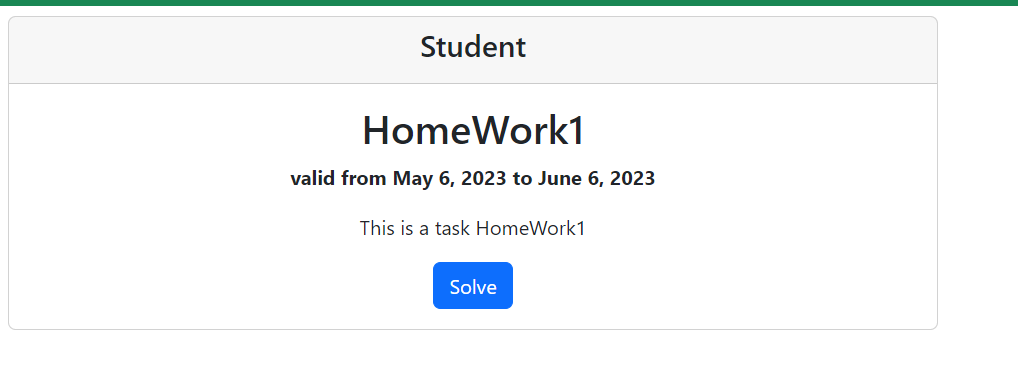 Student
HomeWork1
valid from May 6, 2023 to June 6, 2023
This is a task HomeWork1
Solve